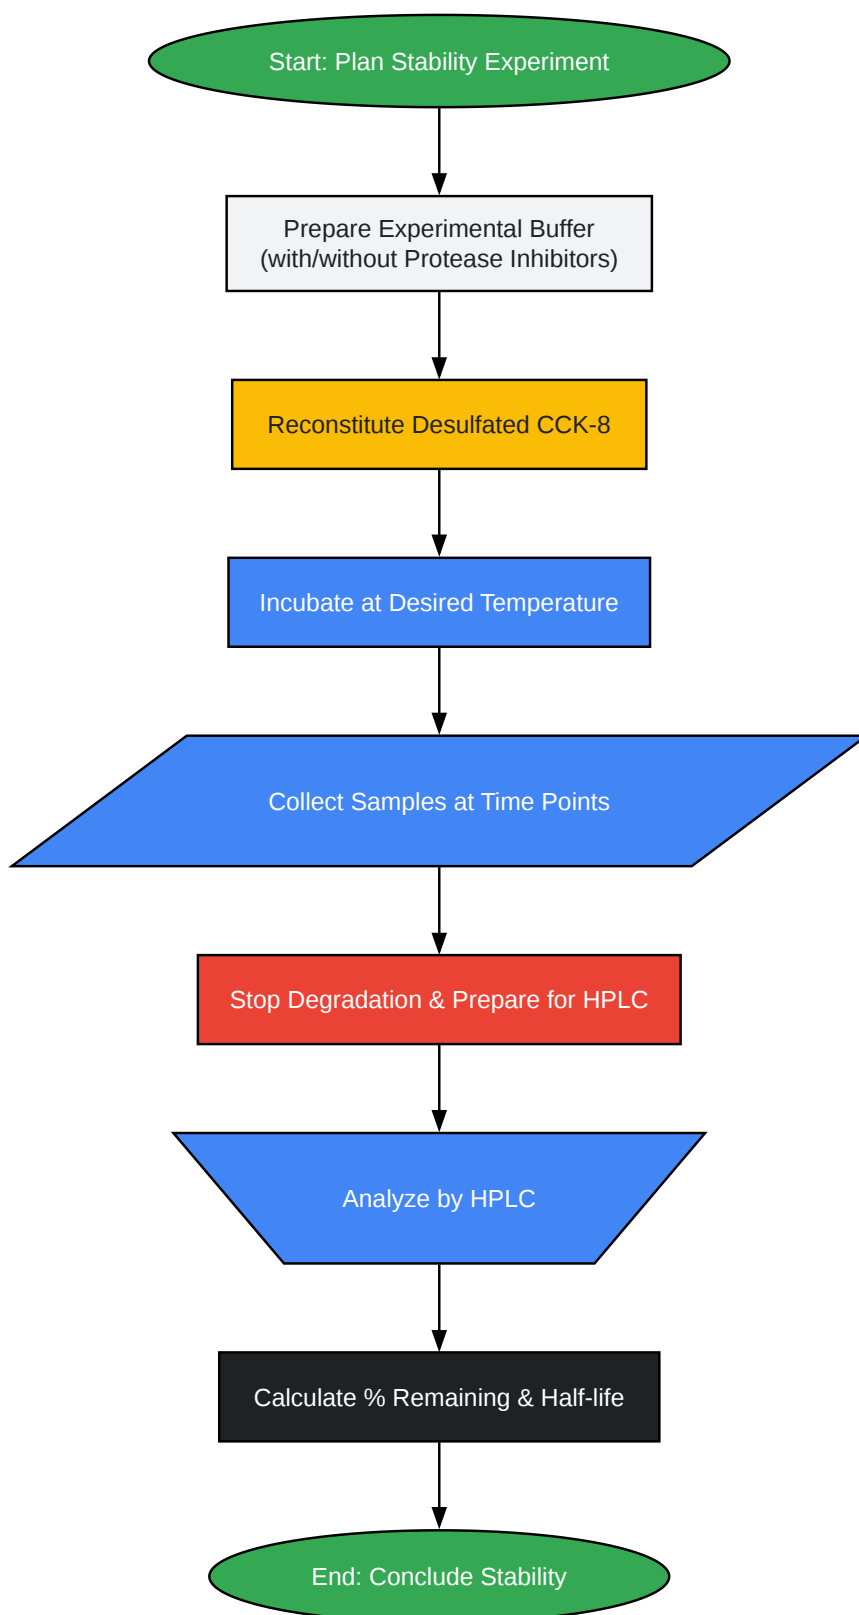 Start: Plan Stability Experiment
Prepare Experimental Buffer
(with/without Protease Inhibitors)
Reconstitute Desulfated CCK-8
Incubate at Desired Temperature
Collect Samples at Time Points
Stop Degradation & Prepare for HPLC
Analyze by HPLC
Calculate % Remaining & Half-life
End: Conclude Stability